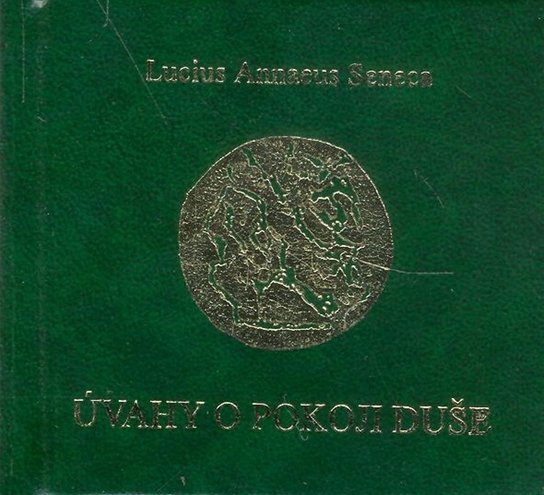 Lucius Annaeus Seneca
ÚVAHY O POKOJI DUŠE